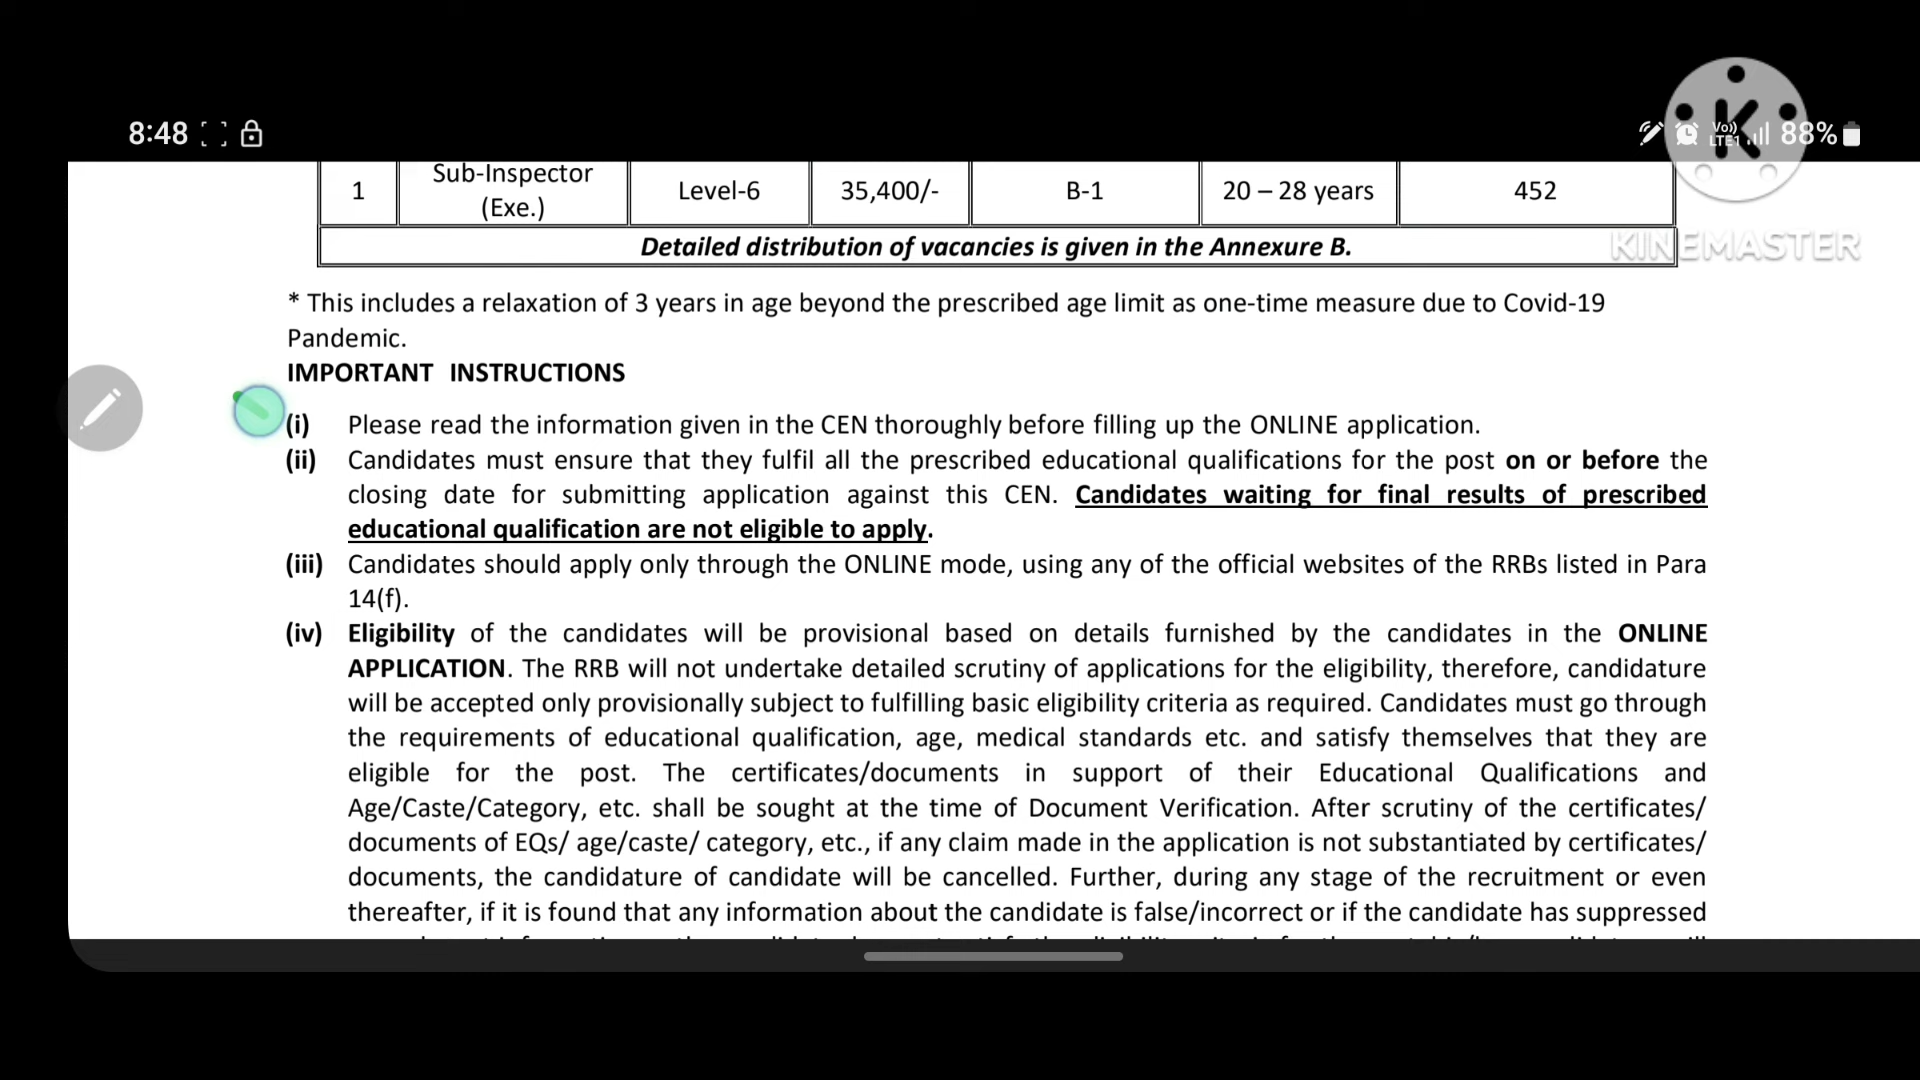 8:48
Vo)) LTE1 88%
K
KINEMASTER
1 Sub-Inspector (Exe.) Level-6 35,400/- B-1 20 – 28 years 452
Detailed distribution of vacancies is given in the Annexure B.
* This includes a relaxation of 3 years in age beyond the prescribed age limit as one-time measure due to Covid-19
Pandemic.
IMPORTANT INSTRUCTIONS
(i) Please read the information given in the CEN thoroughly before filling up the ONLINE application.
(ii) Candidates must ensure that they fulfil all the prescribed educational qualifications for the post on or before the
closing date for submitting application against this CEN. Candidates waiting for final results of prescribed
educational qualification are not eligible to apply.
(iii) Candidates should apply only through the ONLINE mode, using any of the official websites of the RRBs listed in Para
14(f).
(iv) Eligibility of the candidates will be provisional based on details furnished by the candidates in the ONLINE
APPLICATION. The RRB will not undertake detailed scrutiny of applications for the eligibility, therefore, candidature
will be accepted only provisionally subject to fulfilling basic eligibility criteria as required. Candidates must go through
the requirements of educational qualification, age, medical standards etc. and satisfy themselves that they are
eligible for the post. The certificates/documents in support of their Educational Qualifications and
Age/Caste/Category, etc. shall be sought at the time of Document Verification. After scrutiny of the certificates/
documents of EQs/ age/caste/ category, etc., if any claim made in the application is not substantiated by certificates/
documents, the candidature of candidate will be cancelled. Further, during any stage of the recruitment or even
thereafter, if it is found that any information about the candidate is false/incorrect or if the candidate has suppressed